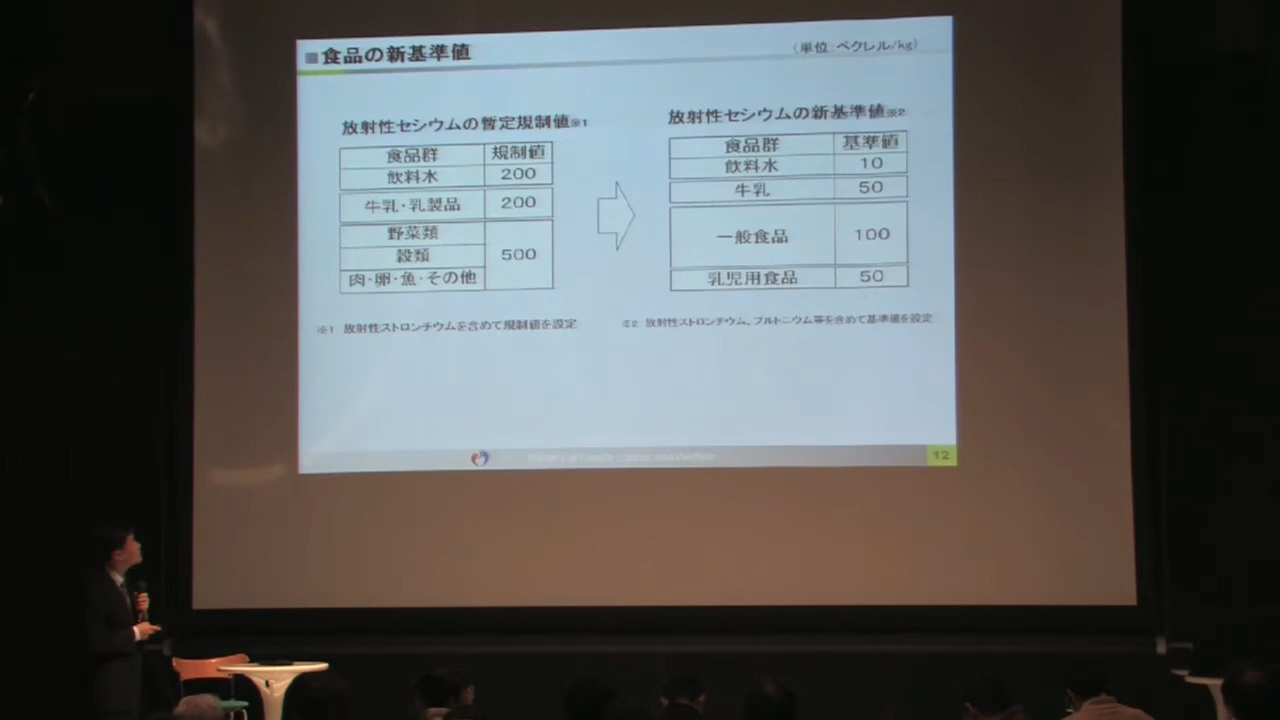 ■食品の新基準値
(単位:ベクレル/kg)
放射性セシウムの暫定規制値※1
食品群 規制値
飲料水 200
牛乳・乳製品 200
野菜類
穀類 500
肉・卵・魚・その他
※1 放射性ストロンチウムを含めて規制値を設定
放射性セシウムの新基準値※2
食品群 基準値
飲料水 10
牛乳 50
一般食品 100
乳児用食品 50
※2 放射性ストロンチウム、プルトニウム等を含めて基準値を設定
Ministry of Health, Labour and Welfare
12